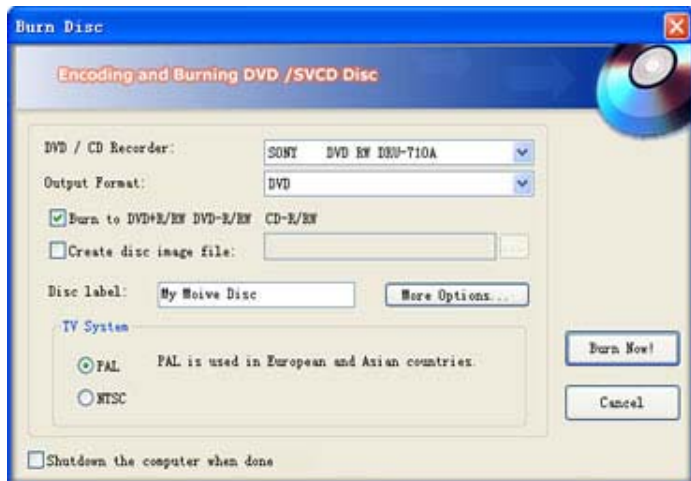 Burn Disc
Encoding and Burning DVD /SVCD Disc
DVD / CD Recorder:
SONY DVD RW DRU-710A
Output Format:
DVD
Burn to DVD+R/RW DVD-R/RW CD-R/RW
Create disc image file:
...
Disc label:
My Moive Disc
More Options...
TV System
PAL
PAL is used in European and Asian countries.
NTSC
Burn Now!
Cancel
Shutdown the computer when done